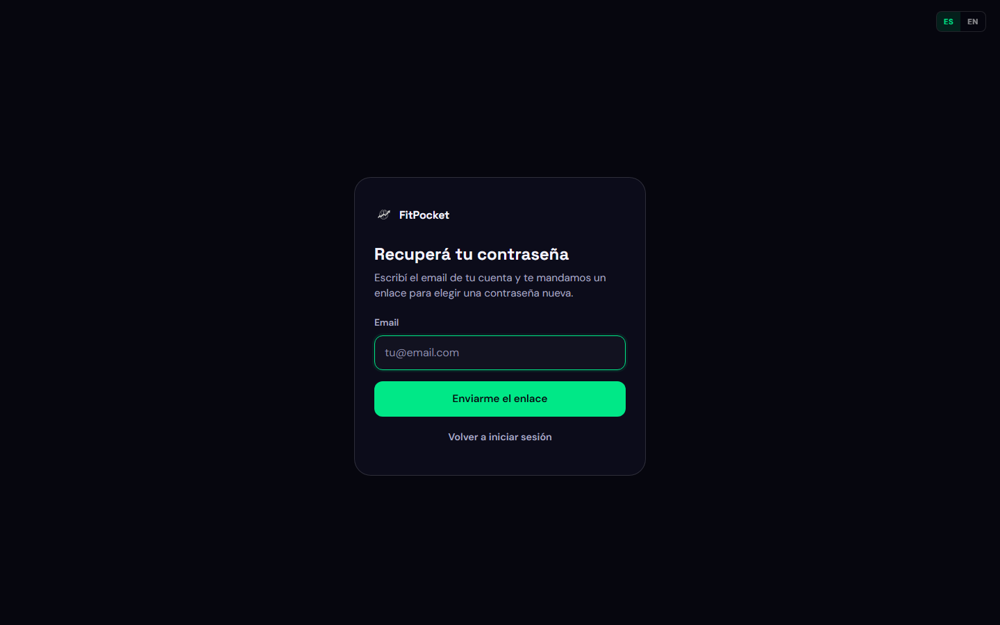 ES EN
FitPocket
Recuperá tu contraseña
Escribí el email de tu cuenta y te mandamos un
enlace para elegir una contraseña nueva.
Email
tu@email.com
Enviarme el enlace
Volver a iniciar sesión